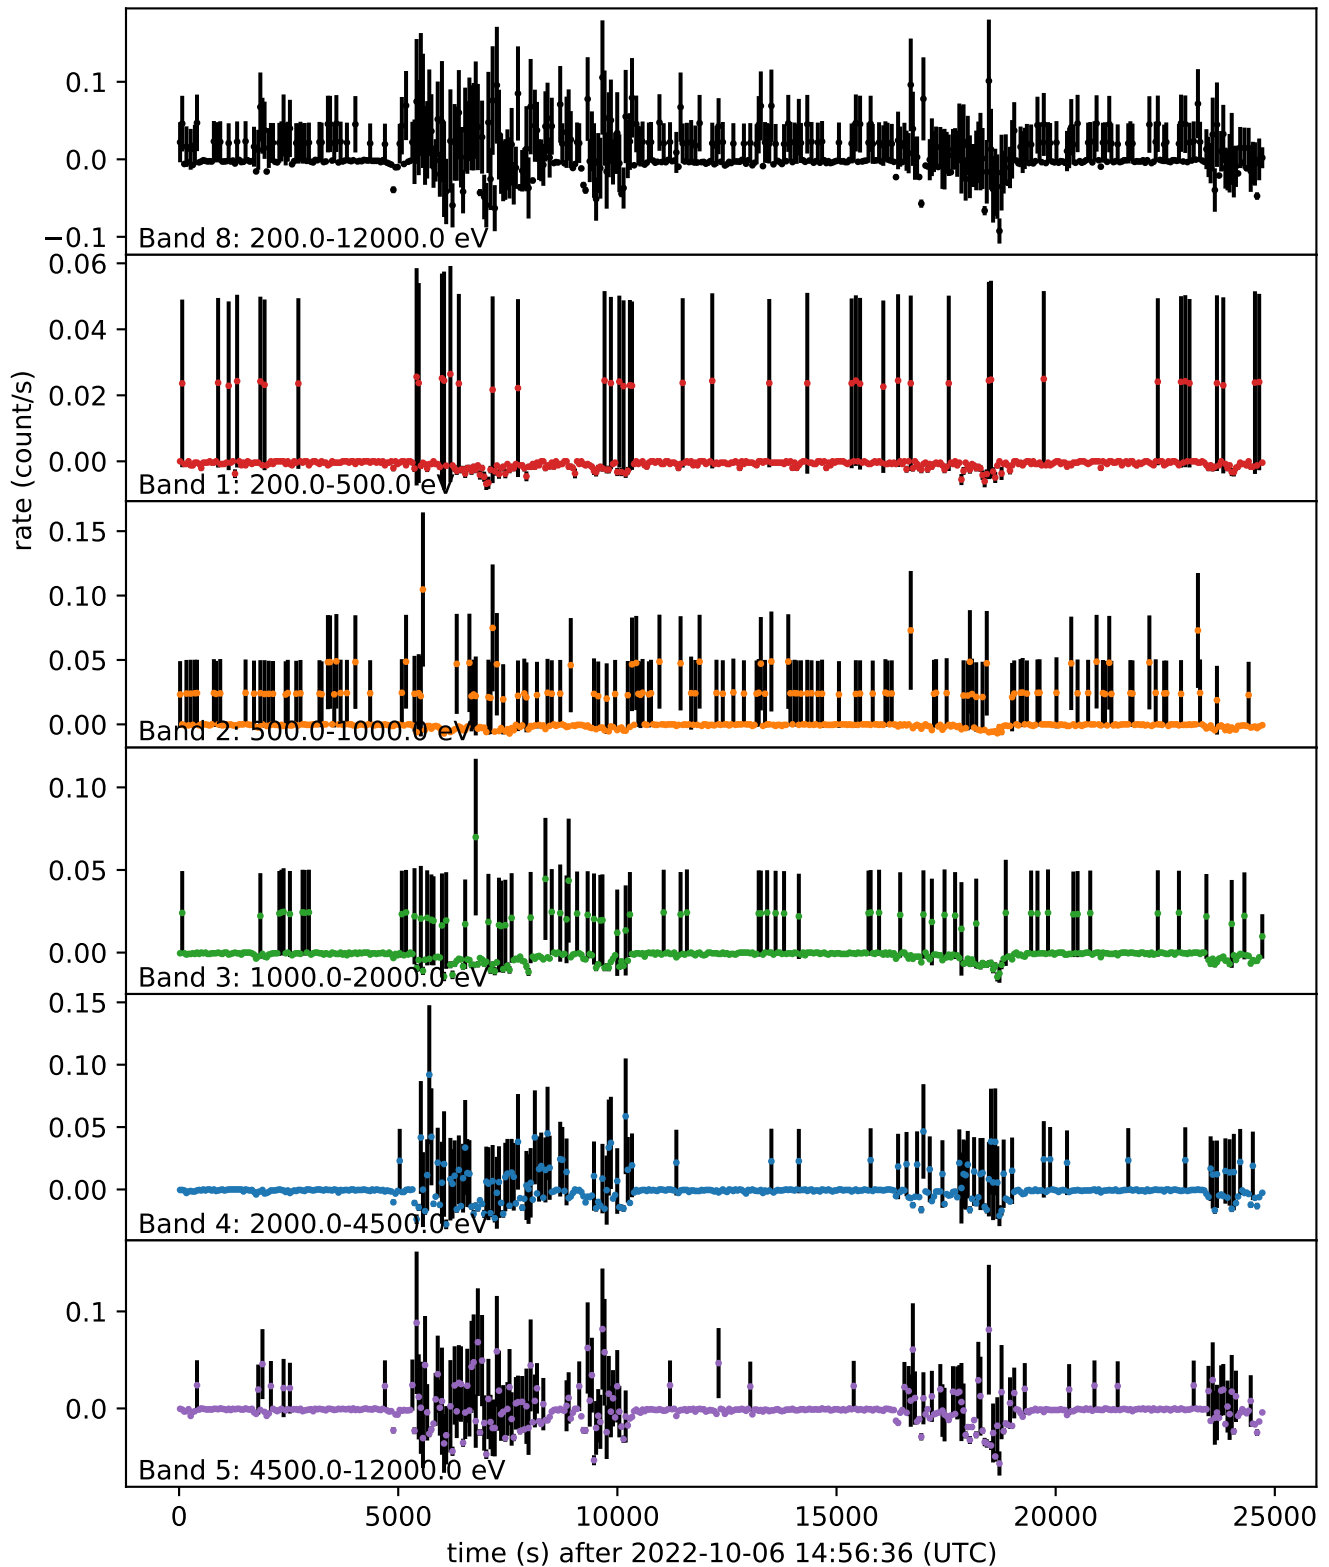 0.1
0.0
−0.1
Band 8: 200.0-12000.0 eV
0.06
0.04
0.02
0.00
Band 1: 200.0-500.0 eV
rate (count/s)
0.15
0.10
0.05
0.00
Band 2: 500.0-1000.0 eV
0.10
0.05
0.00
Band 3: 1000.0-2000.0 eV
0.15
0.10
0.05
0.00
Band 4: 2000.0-4500.0 eV
0.1
0.0
Band 5: 4500.0-12000.0 eV
0 5000 10000 15000 20000 25000
time (s) after 2022-10-06 14:56:36 (UTC)